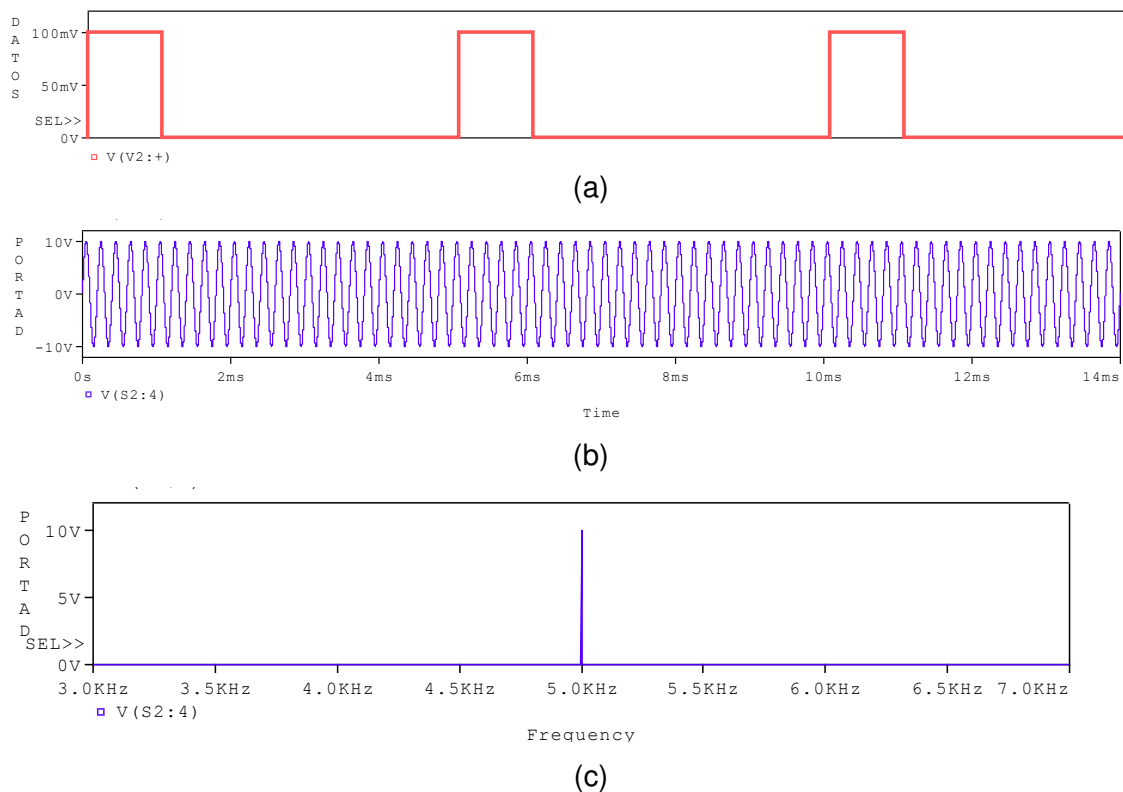 DATOS
100mV
50mV
SEL>>
0V
V(V2:+)
(a)
PORTAD
10V
0V
-10V
0s 2ms 4ms 6ms 8ms 10ms 12ms 14ms
V(S2:4)
Time
(b)
PORTAD
10V
5V
SEL>>
0V
3.0KHz 3.5KHz 4.0KHz 4.5KHz 5.0KHz 5.5KHz 6.0KHz 6.5KHz 7.0KHz
V(S2:4)
Frequency
(c)